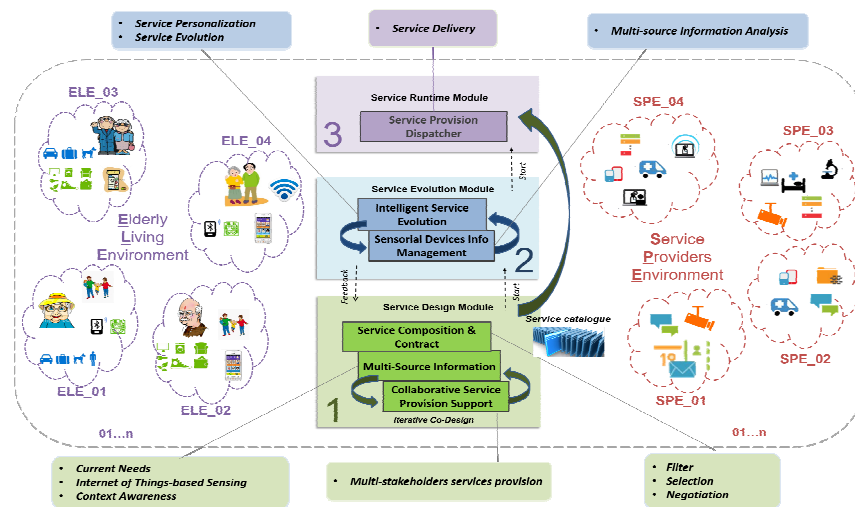 Service Personalization
Service Evolution
Service Delivery
Multi-source Information Analysis
ELE_03
ELE_04
Elderly
Living
Environment
ELE_01
ELE_02
01...n
Service Runtime Module
3
Service Provision
Dispatcher
Start
Service Evolution Module
Intelligent Service
Evolution
Sensorial Devices Info
Management
2
Feedback
Start
Service Design Module
Service Composition &
Contract
Multi-Source Information
Collaborative Service
Provision Support
1
Iterative Co-Design
Service catalogue
SPE_04
SPE_03
Service
Providers
Environment
19
SPE_02
SPE_01
01...n
Current Needs
Internet of Things-based Sensing
Context Awareness
Multi-stakeholders services provision
Filter
Selection
Negotiation